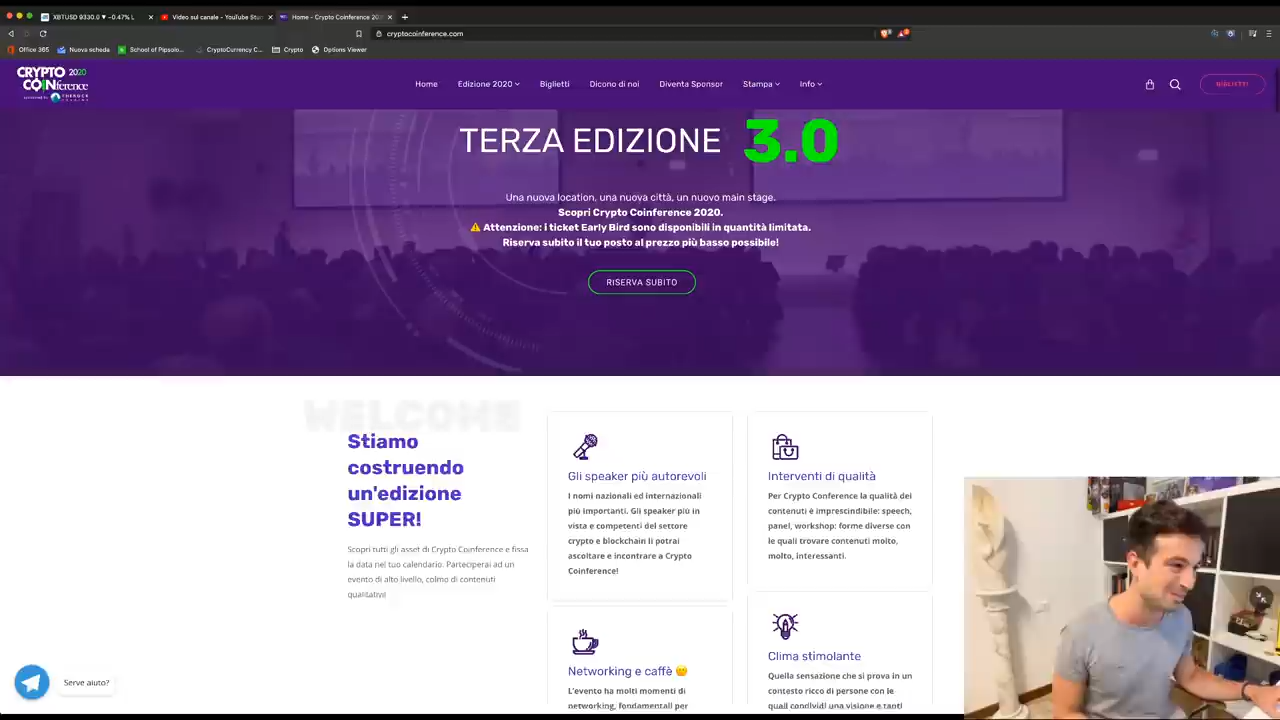 XBTUSD 9330.0 ▼ -0.47% L
Video sul canale - YouTube Stu
Home - Crypto Coinference 202
cryptocoinference.com
Office 365
Nuova scheda
School of Pipsolo...
CryptoCurrency C...
Crypto
Options Viewer
CRYPTO 2020
COINference
Home
Edizione 2020
Biglietti
Dicono di noi
Diventa Sponsor
Stampa
Info
BIGLIETTI
TERZA EDIZIONE 3.0
Una nuova location, una nuova città, un nuovo main stage.
Scopri Crypto Coinference 2020.
⚠️ Attenzione: i ticket Early Bird sono disponibili in quantità limitata.
Riserva subito il tuo posto al prezzo più basso possibile!
RISERVA SUBITO
WELCOME
Stiamo
costruendo
un'edizione
SUPER!
Scopri tutti gli asset di Crypto Coinference e fissa
la data nel tuo calendario. Parteciperai ad un
evento di alto livello, colmo di contenuti
qualitativi!
Gli speaker più autorevoli
I nomi nazionali ed internazionali
più importanti. Gli speaker più in
vista e competenti del settore
crypto e blockchain li potrai
ascoltare e incontrare a Crypto
Coinference!
Interventi di qualità
Per Crypto Conference la qualità dei
contenuti è imprescindibile: speech,
panel, workshop: forme diverse con
le quali trovare contenuti molto,
molto, interessanti.
Networking e caffè
L'evento ha molti momenti di
networking, fondamentali per
Clima stimolante
Quella sensazione che si prova in un
contesto ricco di persone con le
quali condividi una visione e tanti
Serve aiuto?